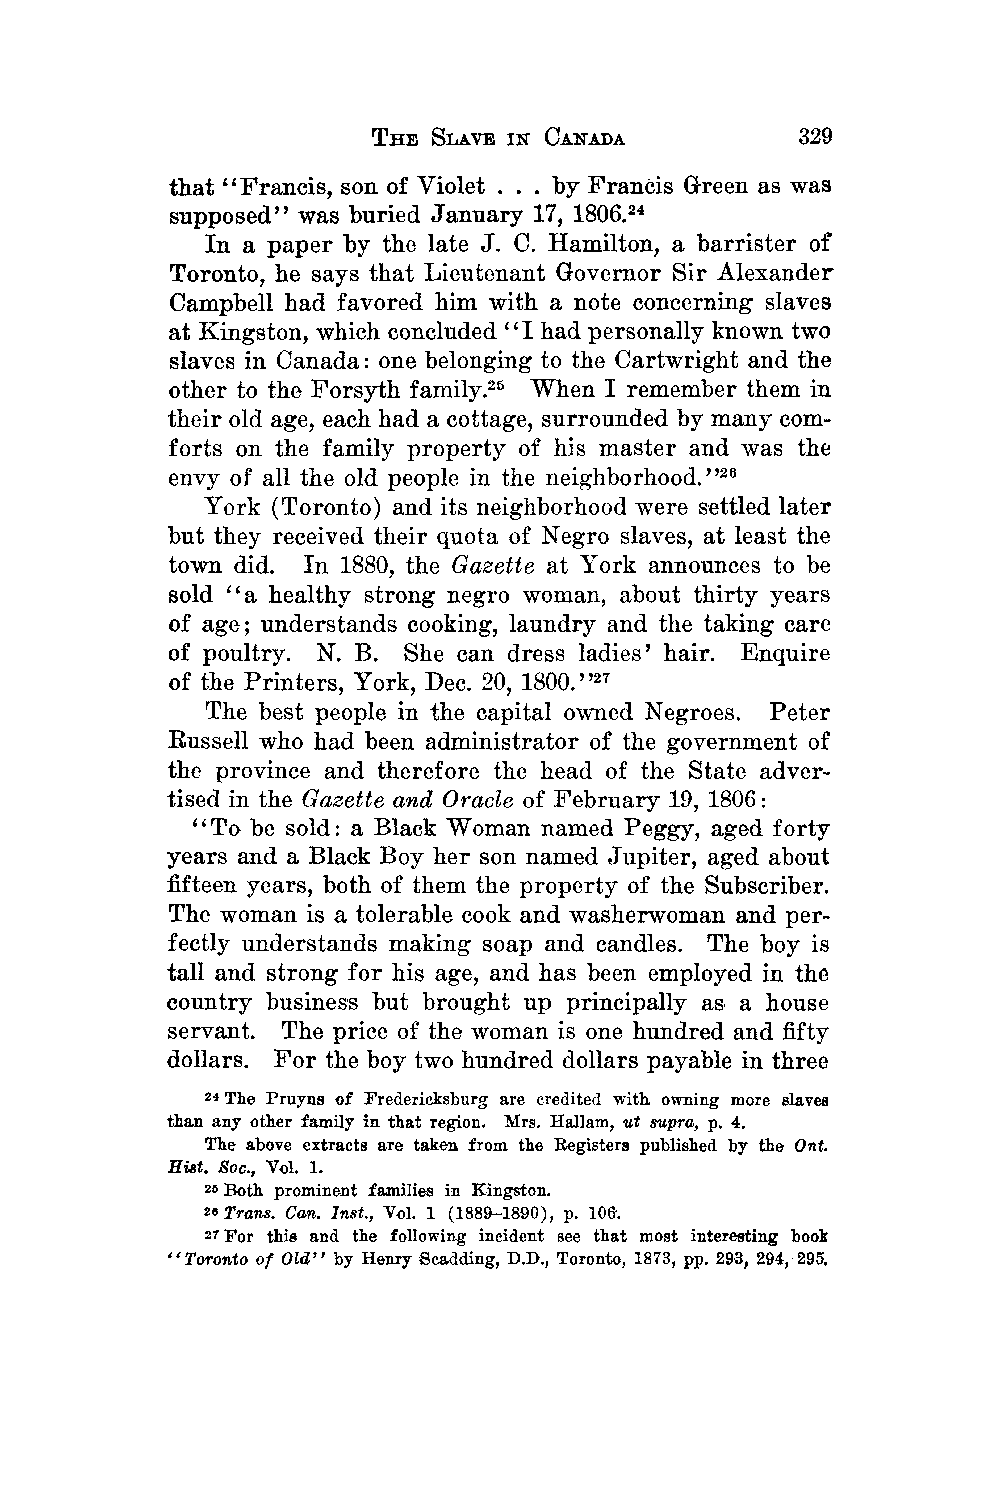 THE SLAVE IN CANADA 329
that “Francis, son of Violet . . . by Francis Green as was
supposed” was buried January 17, 1806.24
In a paper by the late J. C. Hamilton, a barrister of
Toronto, he says that Lieutenant Governor Sir Alexander
Campbell had favored him with a note concerning slaves
at Kingston, which concluded “I had personally known two
slaves in Canada: one belonging to the Cartwright and the
other to the Forsyth family.25 When I remember them in
their old age, each had a cottage, surrounded by many com-
forts on the family property of his master and was the
envy of all the old people in the neighborhood.”26
York (Toronto) and its neighborhood were settled later
but they received their quota of Negro slaves, at least the
town did. In 1880, the Gazette at York announces to be
sold “a healthy strong negro woman, about thirty years
of age; understands cooking, laundry and the taking care
of poultry. N. B. She can dress ladies’ hair. Enquire
of the Printers, York, Dec. 20, 1800.”27
The best people in the capital owned Negroes. Peter
Russell who had been administrator of the government of
the province and therefore the head of the State adver-
tised in the Gazette and Oracle of February 19, 1806:
“To be sold: a Black Woman named Peggy, aged forty
years and a Black Boy her son named Jupiter, aged about
fifteen years, both of them the property of the Subscriber.
The woman is a tolerable cook and washerwoman and per-
fectly understands making soap and candles. The boy is
tall and strong for his age, and has been employed in the
country business but brought up principally as a house
servant. The price of the woman is one hundred and fifty
dollars. For the boy two hundred dollars payable in three
24 The Pruyns of Fredericksburg are credited with owning more slaves
than any other family in that region. Mrs. Hallam, ut supra, p. 4.
The above extracts are taken from the Registers published by the Ont.
Hist. Soc., Vol. 1.
25 Both prominent families in Kingston.
26 Trans. Can. Inst., Vol. 1 (1889–1890), p. 106.
27 For this and the following incident see that most interesting book
“Toronto of Old” by Henry Scadding, D.D., Toronto, 1873, pp. 293, 294, 295.